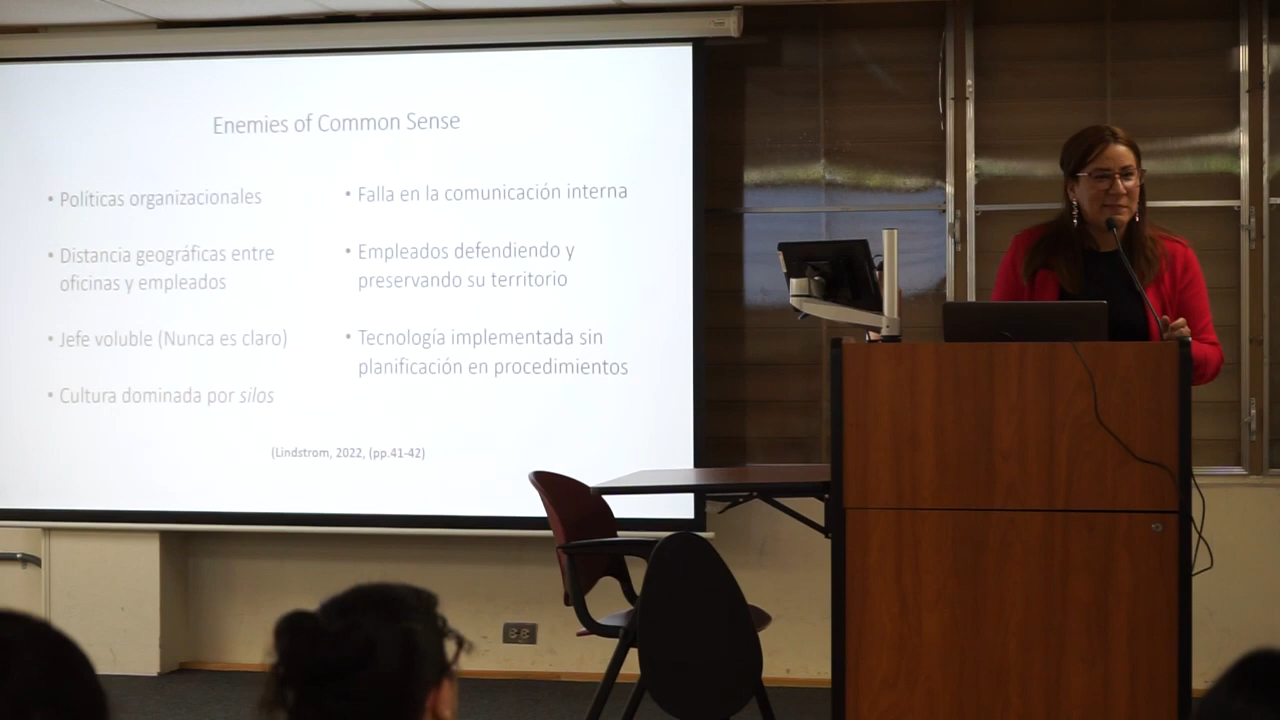 Enemies of Common Sense
• Políticas organizacionales
• Distancia geográficas entre
oficinas y empleados
• Jefe voluble (Nunca es claro)
• Cultura dominada por silos
• Falla en la comunicación interna
• Empleados defendiendo y
preservando su territorio
• Tecnología implementada sin
planificación en procedimientos
(Lindstrom, 2022, (pp.41-42)